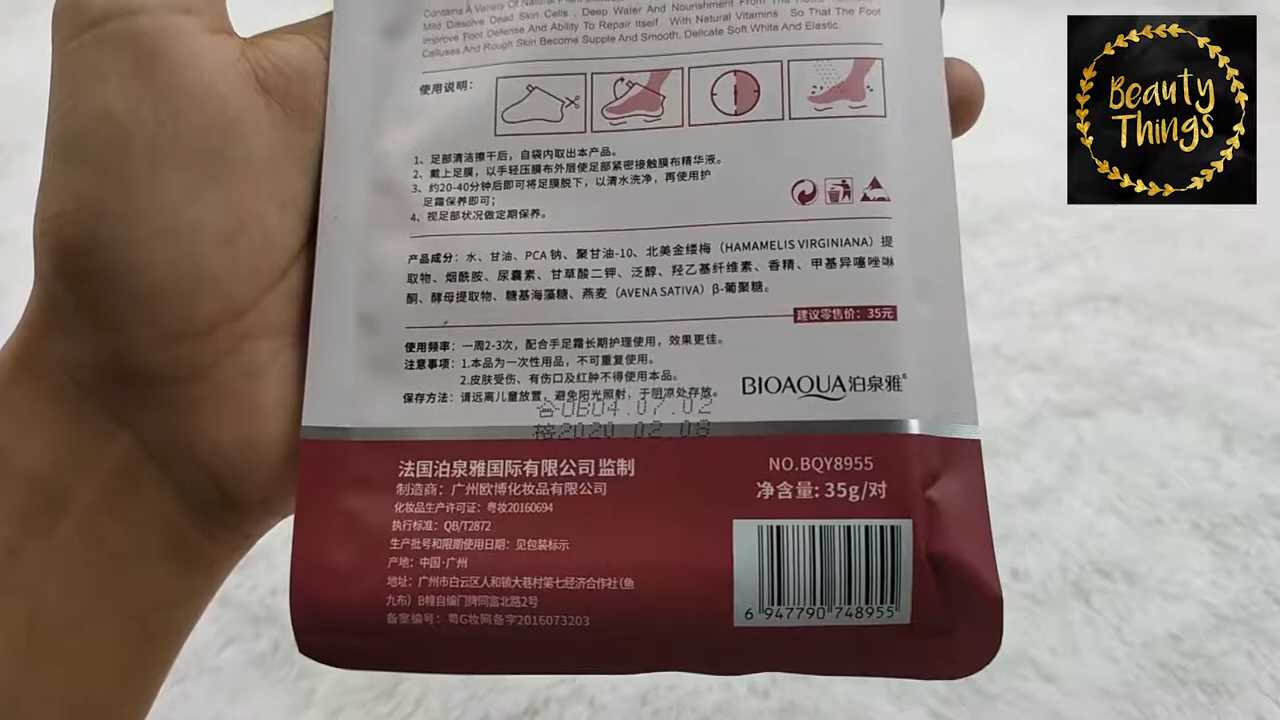 Contains A Variety Of Natural Plant
Mild Dissolve Dead Skin Cells , Deep Water And Nourishment From The
Improve Foot Defense And Ability To Repair Itself With Natural Vitamins So That The Foot
Calluses And Rough Skin Become Supple And Smooth, Delicate Soft White And Elastic
使用说明：
1、足部清洁擦干后，自袋内取出本产品。
2、戴上足膜，以手轻压膜布外层使足部紧密接触膜布精华液。
3、约20-40分钟后即可将足膜脱下，以清水洗净，再使用护
足霜保养即可；
4、视足部状况做定期保养。
产品成分：水、甘油、PCA 钠、聚甘油-10、北美金缕梅（HAMAMELIS VIRGINIANA）提
取物、烟酰胺、尿囊素、甘草酸二钾、泛醇、羟乙基纤维素、香精、甲基异噻唑啉
酮、酵母提取物、糖基海藻糖、燕麦（AVENA SATIVA）β-葡聚糖。
建议零售价：35元
使用频率：一周2-3次，配合手足霜长期护理使用，效果更佳。
注意事项：1.本品为一次性用品，不可重复使用。
2.皮肤受伤、有伤口及红肿不得使用本品。
保存方法：请远离儿童放置，避免阳光照射，于阴凉处存放。
BIOAQUA泊泉雅®
2020 02 08
法国泊泉雅国际有限公司监制
制造商：广州欧博化妆品有限公司
化妆品生产许可证：粤妆20160694
执行标准：QB/T2872
生产批号和限期使用日期：见包装标示
产地：中国·广州
地址：广州市白云区人和镇大巷村第七经济合作社（鱼
九布）B幢自编门牌同富北路2号
备案编号：粤G妆网备字2016073203
NO.BQY8955
净含量: 35g/对
6 947790 748955
Beauty
Things